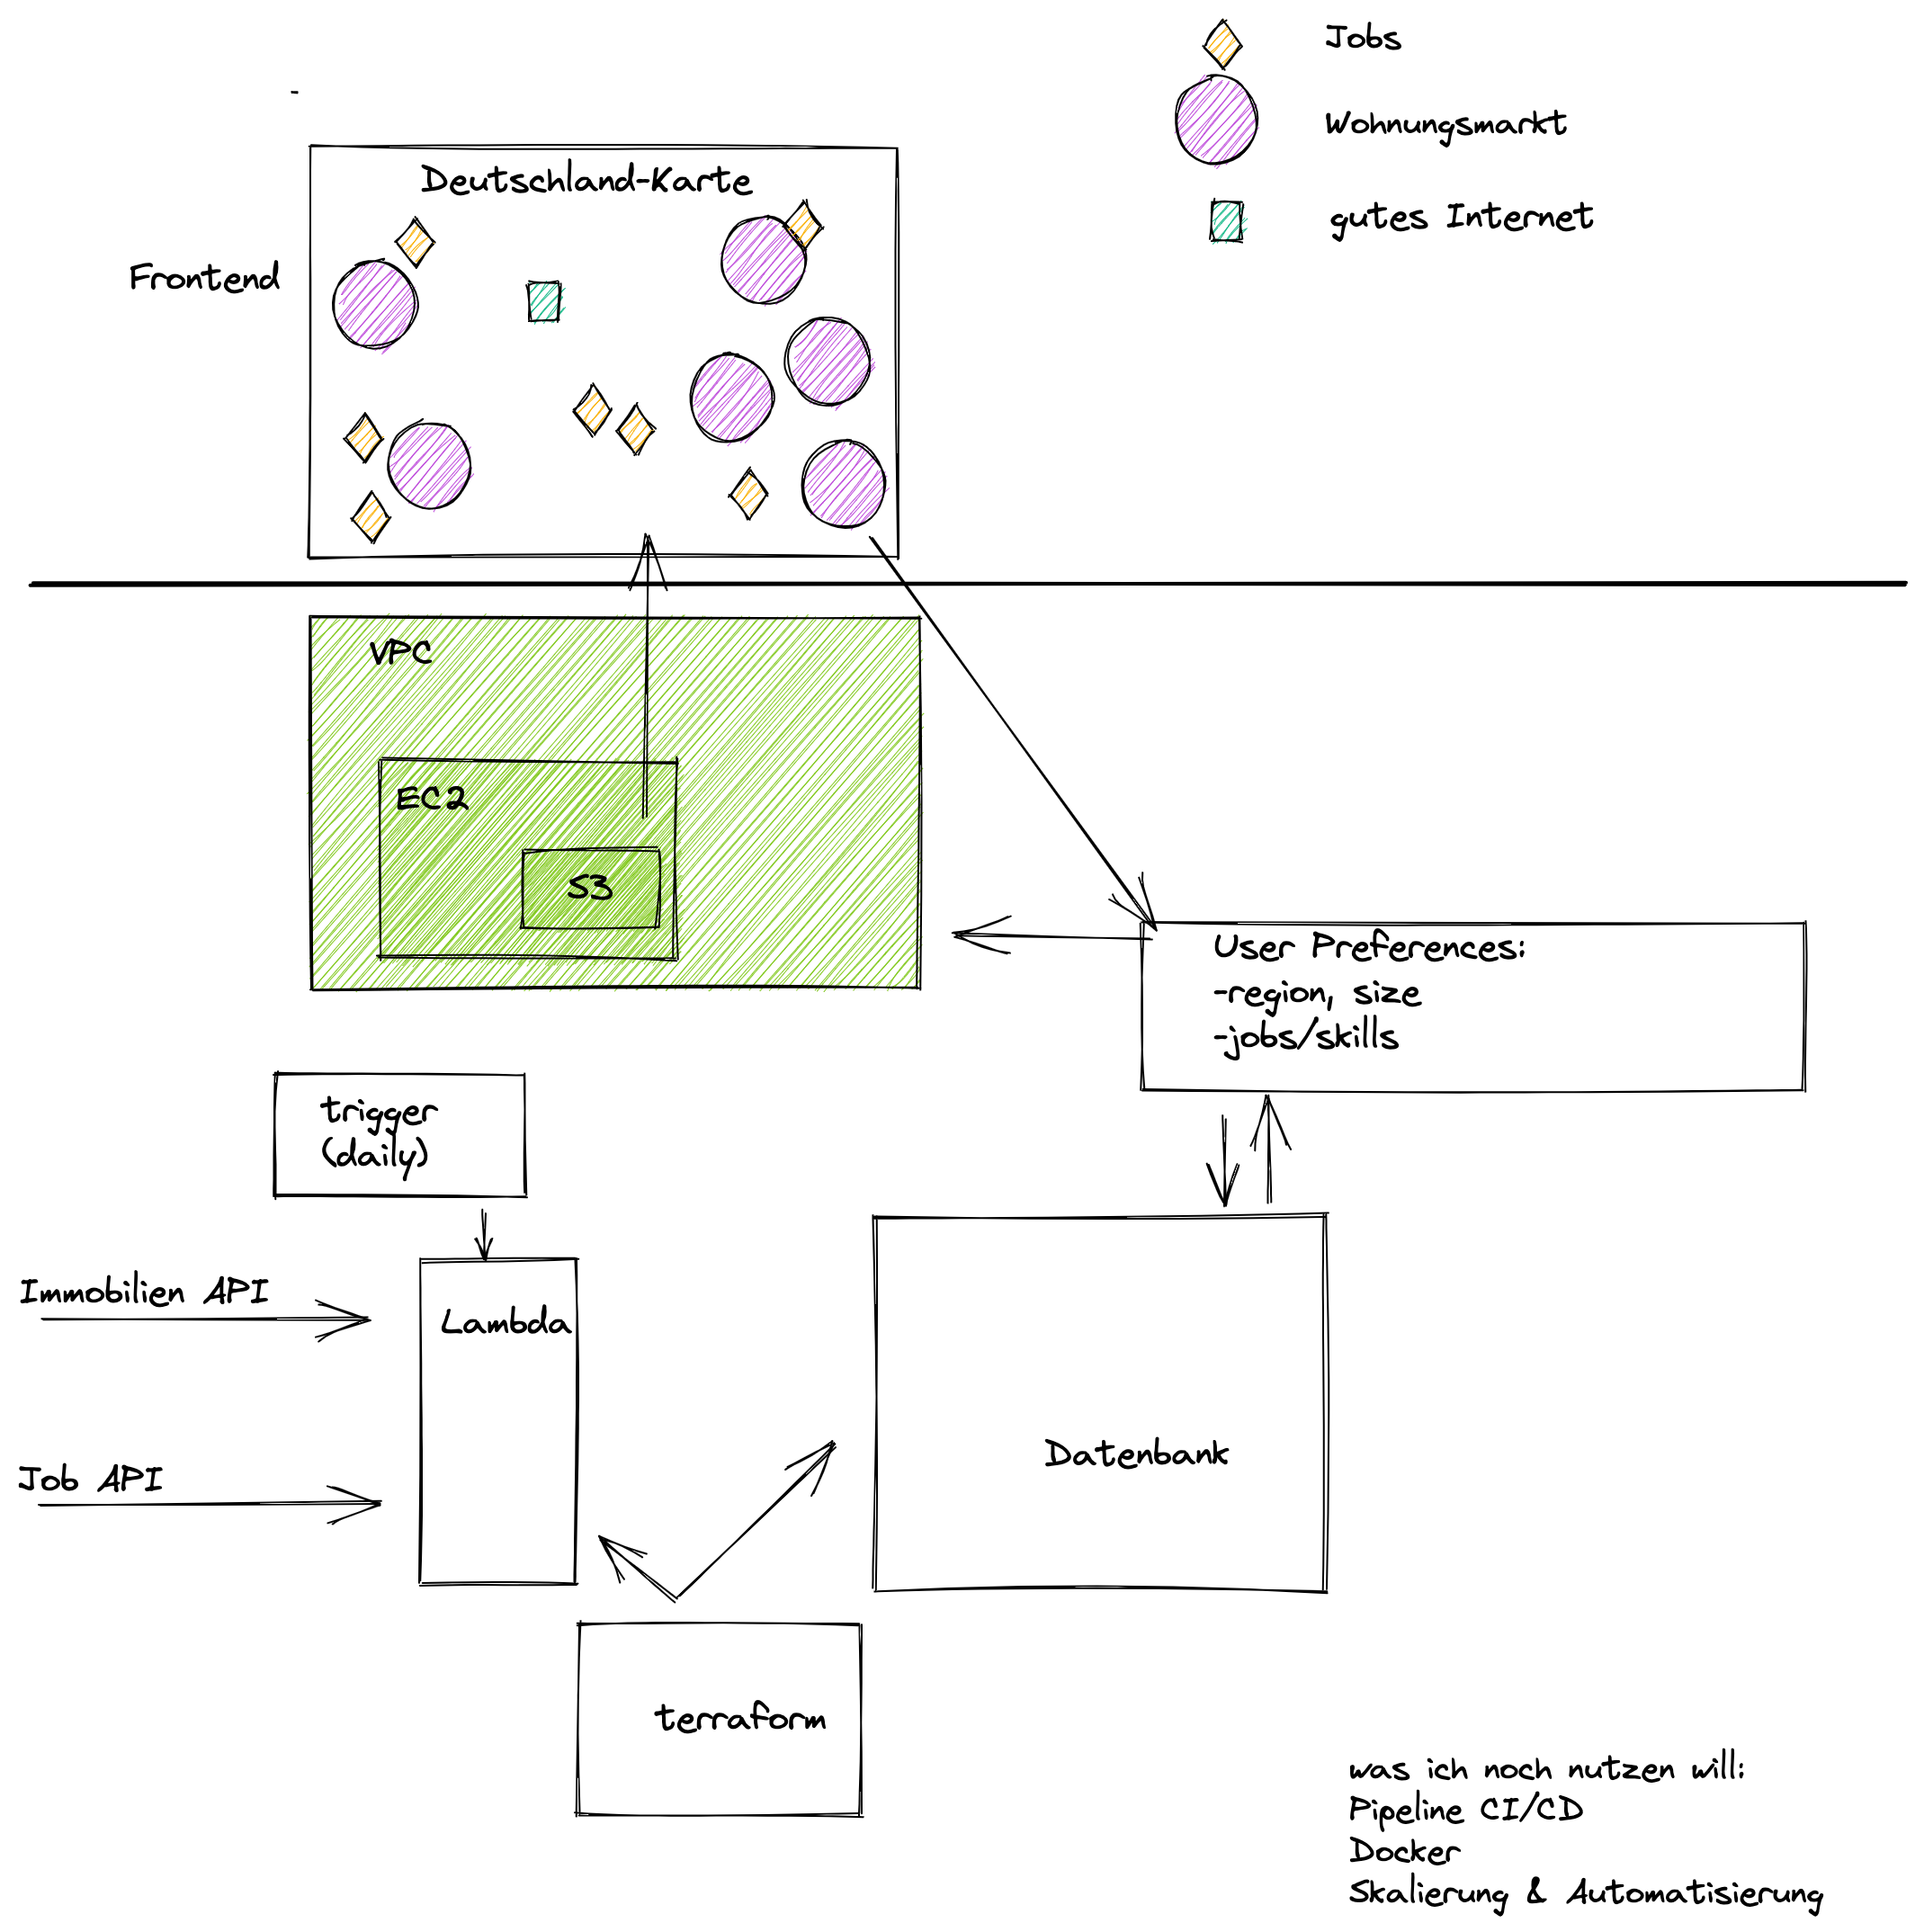 Jobs
Wohnungsmarkt
gutes Internet
-
Deutschland-Karte
Frontend
VPC
EC2
S3
User Preferences:
-region, size
-jobs/skills
trigger
(daily)
Immobilien API
Lambda
Job API
Datenbank
terraform
was ich noch nutzen will:
Pipeline CI/CD
Docker
Skalierung & Automatisierung